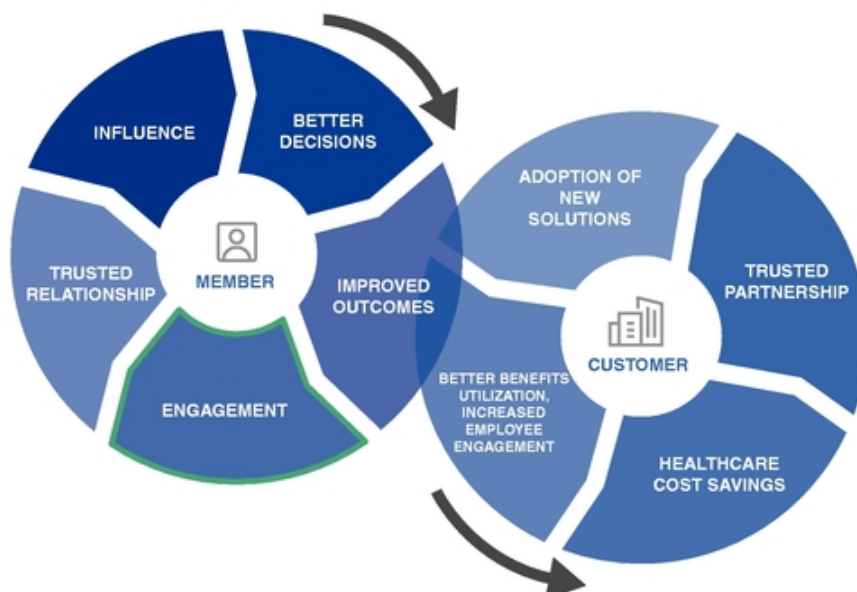 INFLUENCE
BETTER
DECISIONS
TRUSTED
RELATIONSHIP
MEMBER
IMPROVED
OUTCOMES
ENGAGEMENT
ADOPTION OF
NEW
SOLUTIONS
TRUSTED
PARTNERSHIP
CUSTOMER
BETTER BENEFITS
UTILIZATION,
INCREASED
EMPLOYEE
ENGAGEMENT
HEALTHCARE
COST SAVINGS